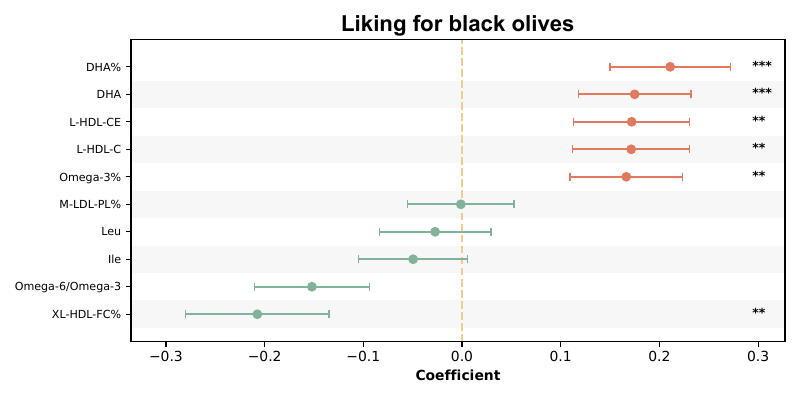 Liking for black olives
DHA% ***
DHA ***
L-HDL-CE **
L-HDL-C **
Omega-3% **
M-LDL-PL%
Leu
Ile
Omega-6/Omega-3
XL-HDL-FC% **
−0.3 −0.2 −0.1 0.0 0.1 0.2 0.3
Coefficient